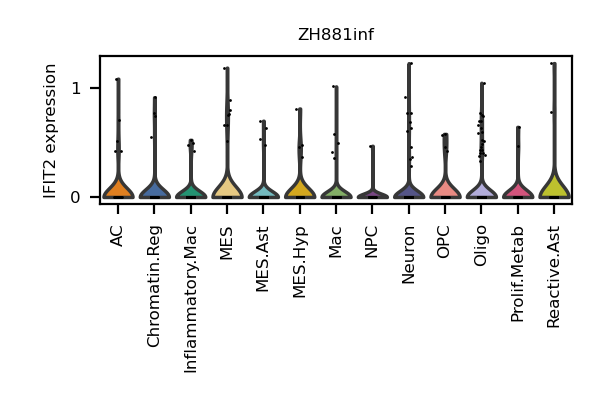 ZH881inf
IFIT2 expression
1
0
AC
Chromatin.Reg
Inflammatory.Mac
MES
MES.Ast
MES.Hyp
Mac
NPC
Neuron
OPC
Oligo
Prolif.Metab
Reactive.Ast